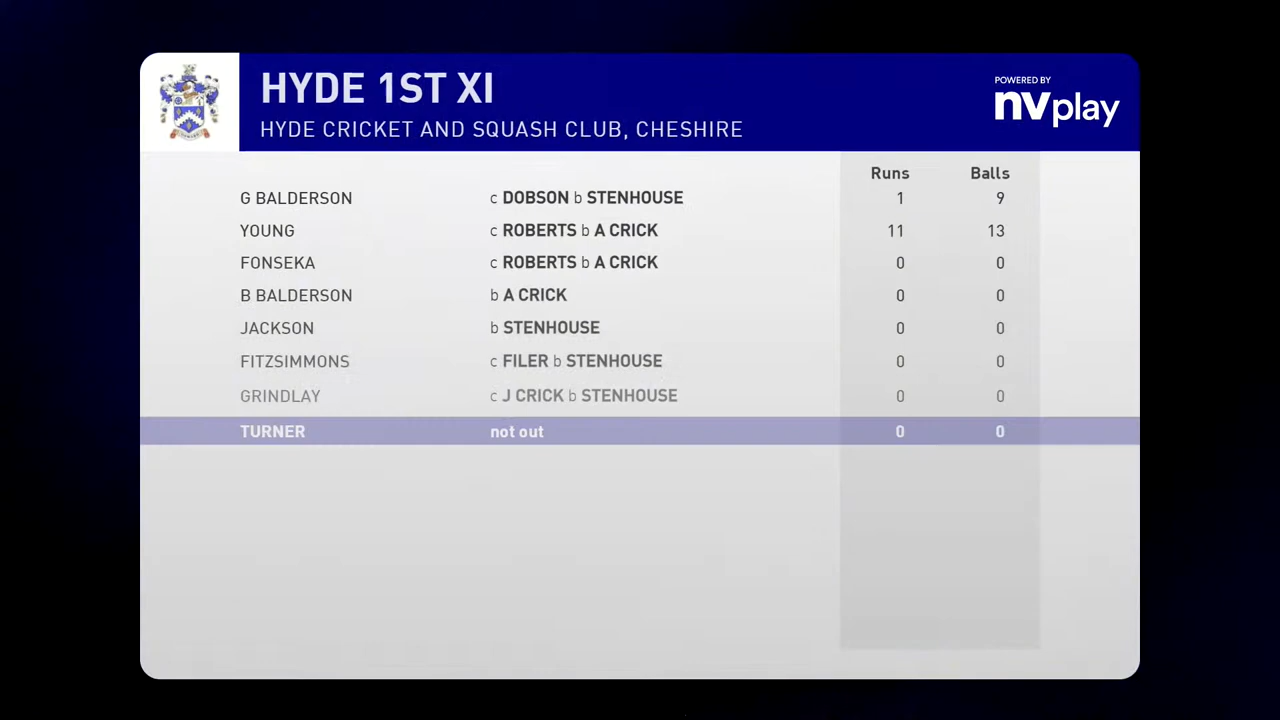 HYDE 1ST XI
HYDE CRICKET AND SQUASH CLUB, CHESHIRE
POWERED BY
nvplay
Runs Balls
G BALDERSON c DOBSON b STENHOUSE 1 9
YOUNG c ROBERTS b A CRICK 11 13
FONSEKA c ROBERTS b A CRICK 0 0
B BALDERSON b A CRICK 0 0
JACKSON b STENHOUSE 0 0
FITZSIMMONS c FILER b STENHOUSE 0 0
GRINDLAY c J CRICK b STENHOUSE 0 0
TURNER not out 0 0